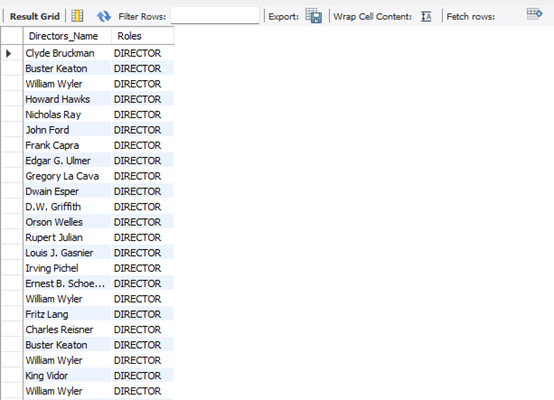 Result Grid Filter Rows: Export: Wrap Cell Content: Fetch rows:
Directors_Name Roles
Clyde Bruckman DIRECTOR
Buster Keaton DIRECTOR
William Wyler DIRECTOR
Howard Hawks DIRECTOR
Nicholas Ray DIRECTOR
John Ford DIRECTOR
Frank Capra DIRECTOR
Edgar G. Ulmer DIRECTOR
Gregory La Cava DIRECTOR
Dwain Esper DIRECTOR
D.W. Griffith DIRECTOR
Orson Welles DIRECTOR
Rupert Julian DIRECTOR
Louis J. Gasnier DIRECTOR
Irving Pichel DIRECTOR
Ernest B. Schoe... DIRECTOR
William Wyler DIRECTOR
Fritz Lang DIRECTOR
Charles Reisner DIRECTOR
Buster Keaton DIRECTOR
William Wyler DIRECTOR
King Vidor DIRECTOR
William Wyler DIRECTOR